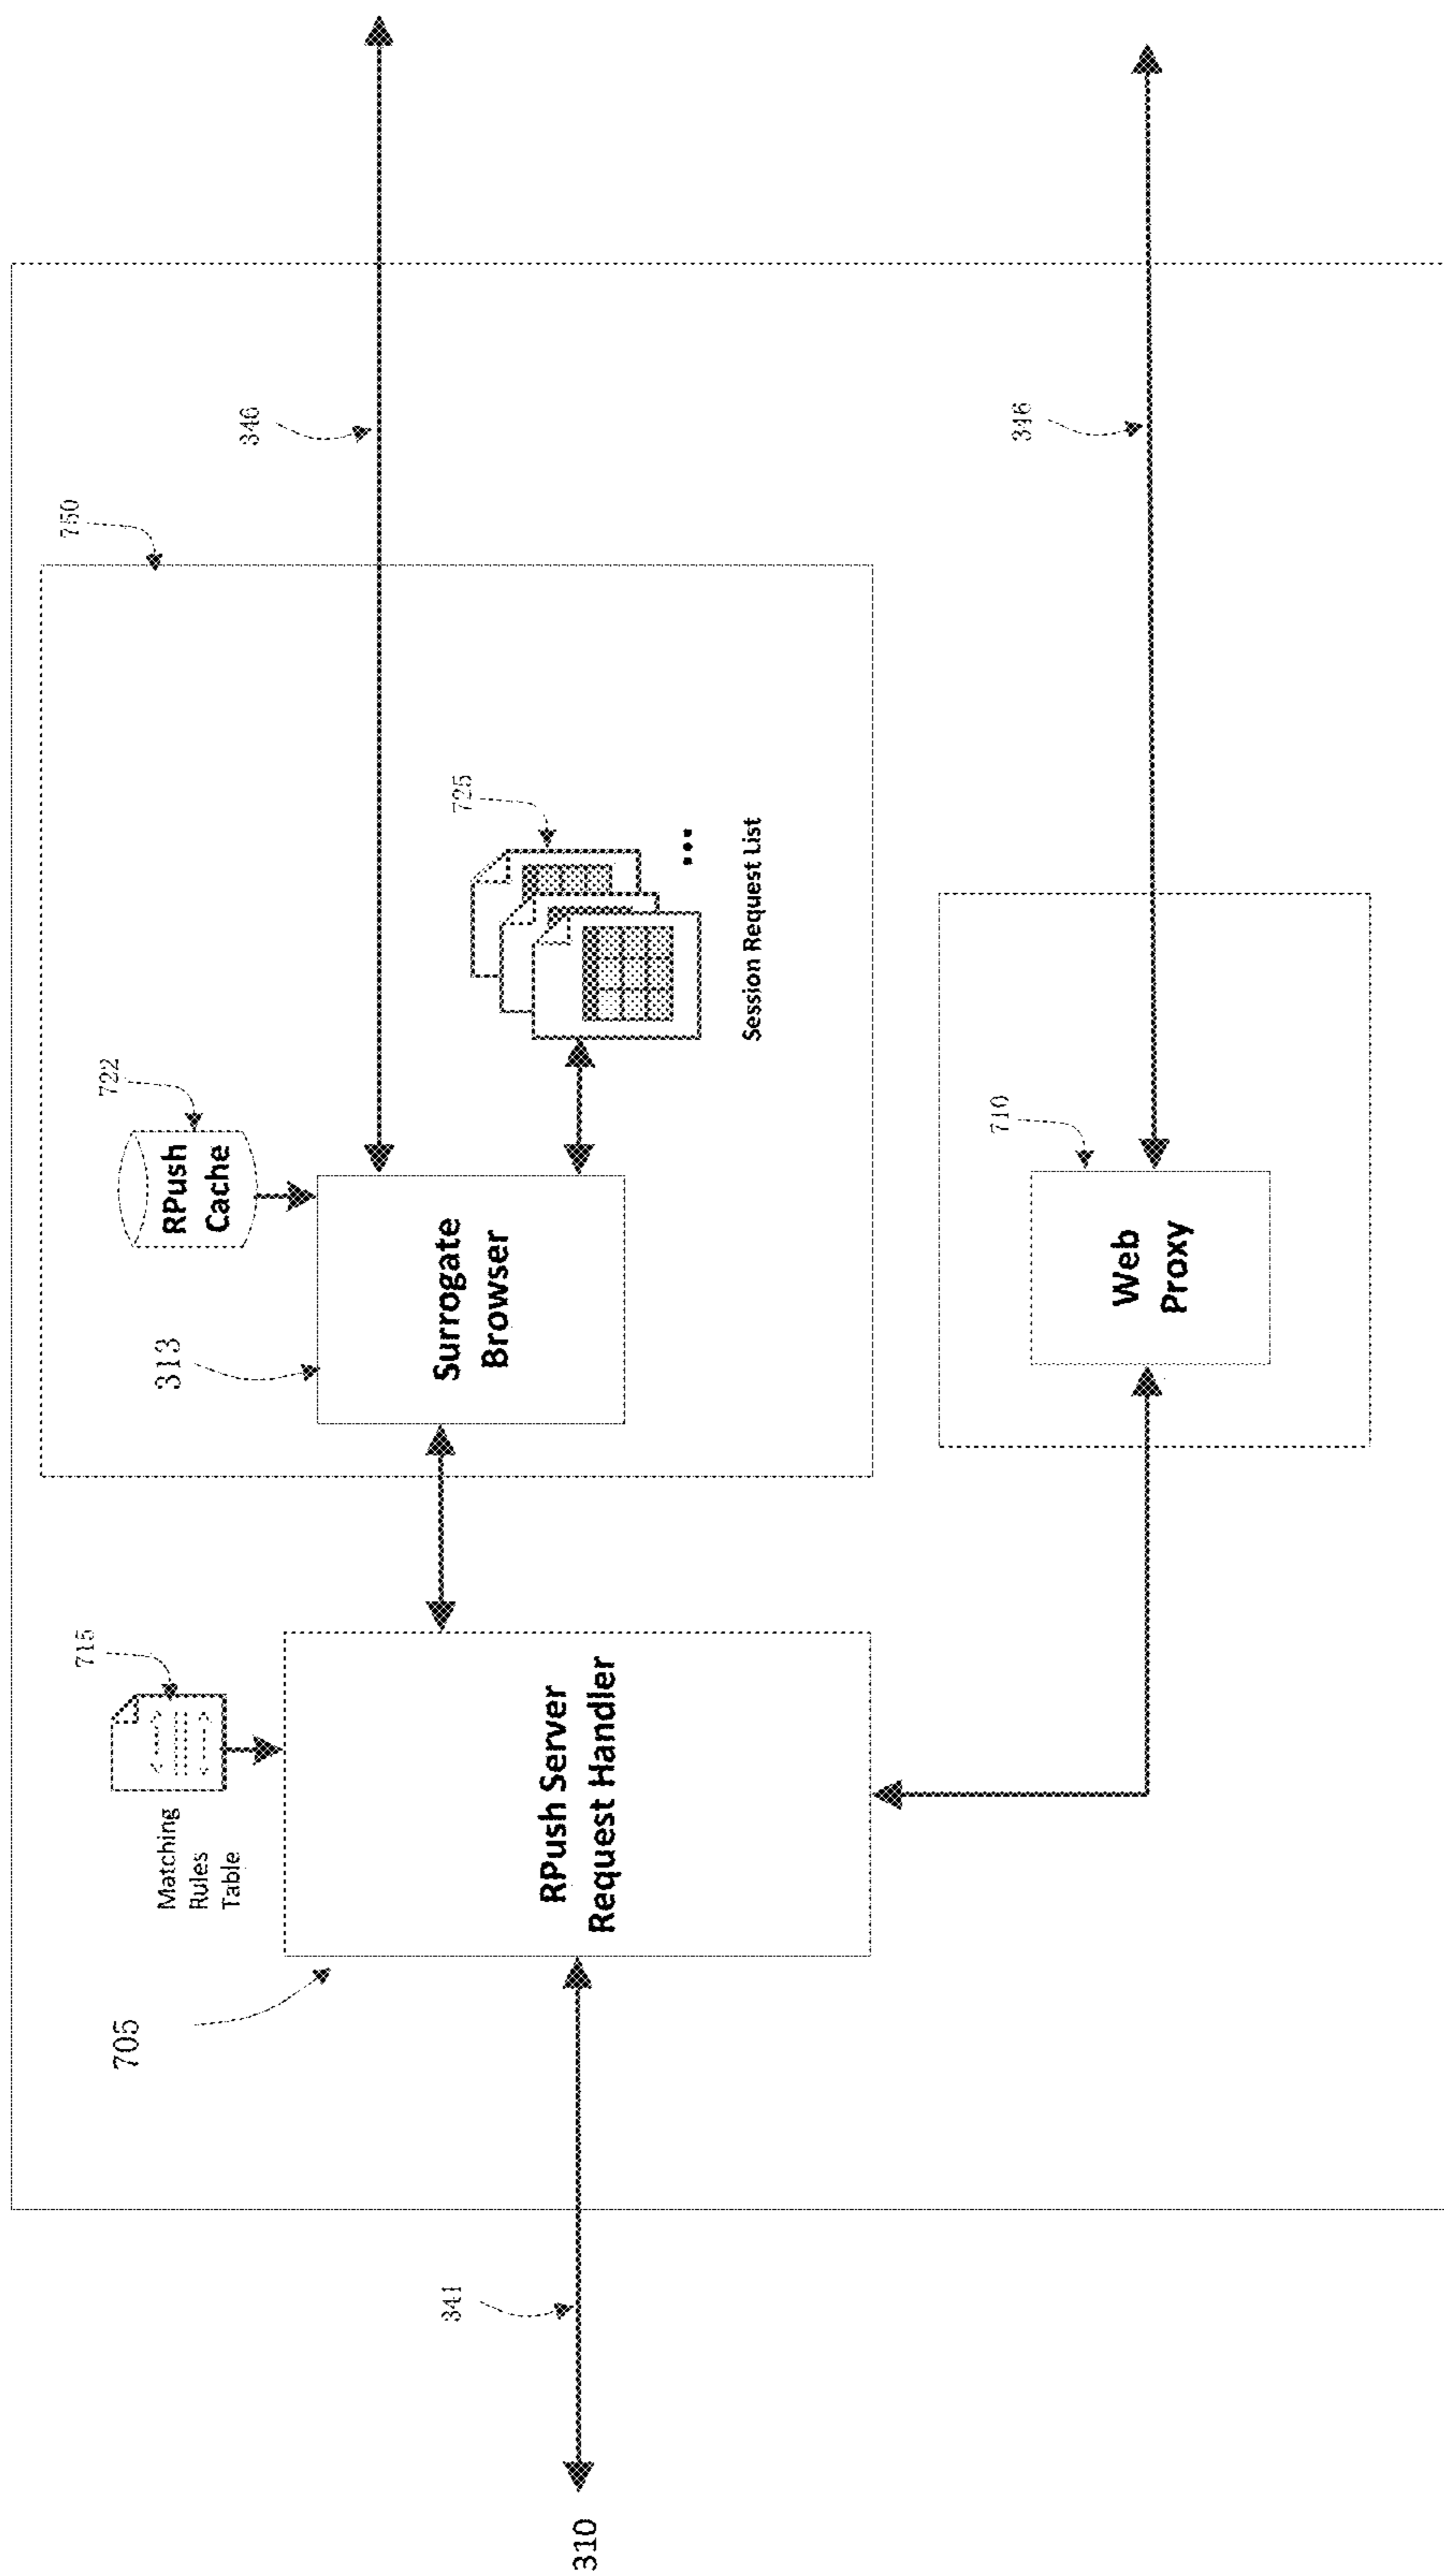 310
341
705
Matching
Rules
Table
715
RPush Server
Request Handler
313
Surrogate
Browser
722
RPush
Cache
750
725
...
Session Request List
346
710
Web
Proxy
346